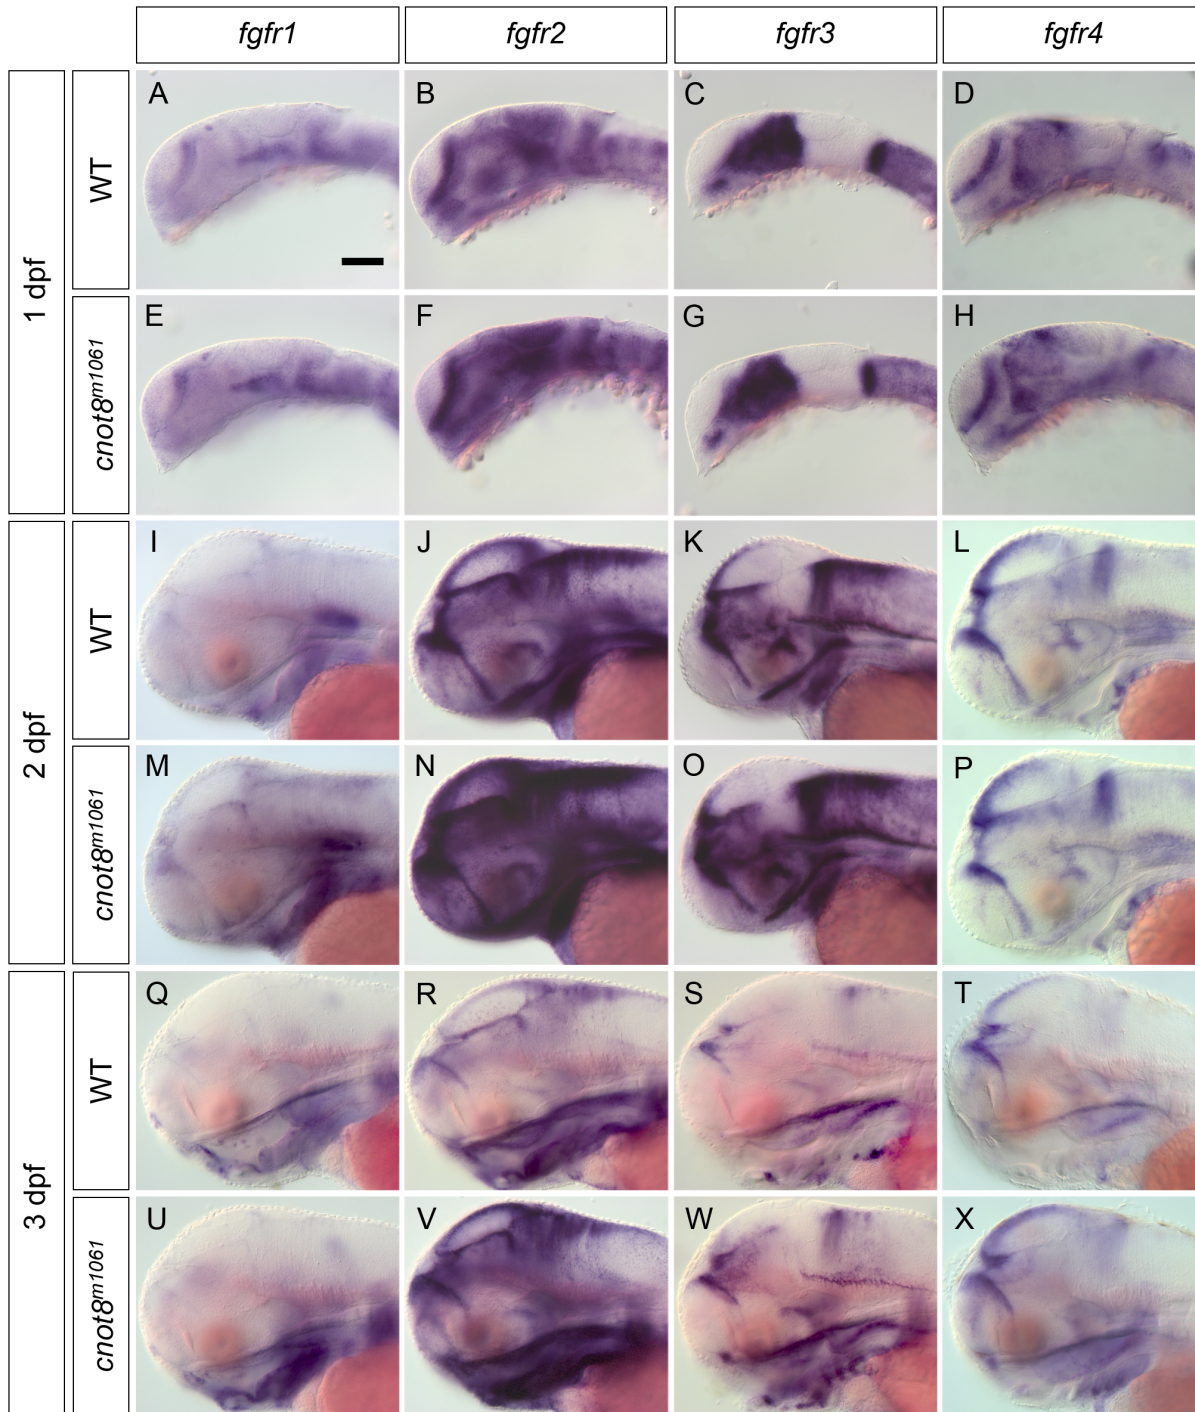 fgfr1 fgfr2 fgfr3 fgfr4
1 dpf
WT
A B C D
cnot8m1061
E F G H
2 dpf
WT
I J K L
cnot8m1061
M N O P
3 dpf
WT
Q R S T
cnot8m1061
U V W X